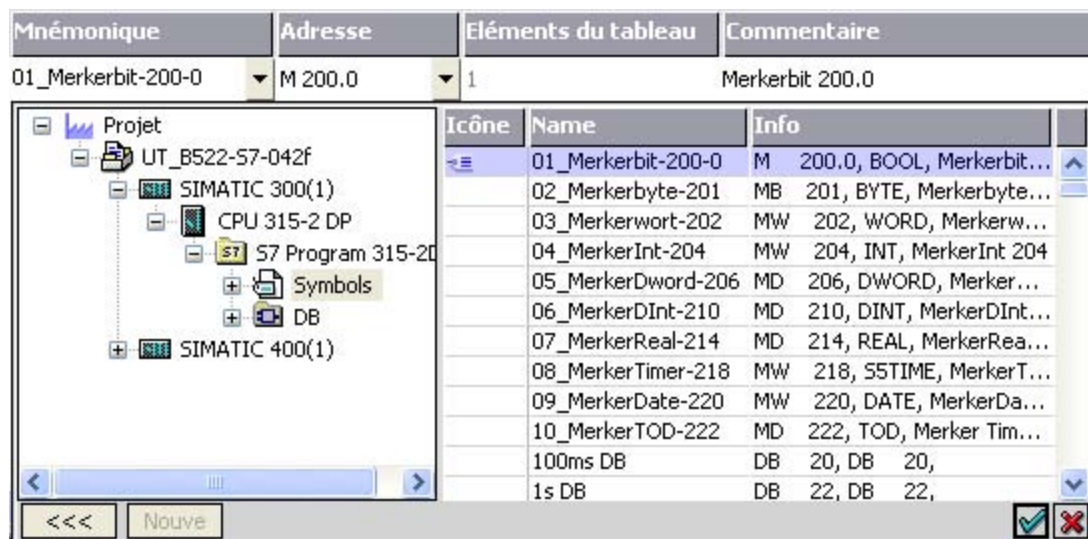 Mnémonique Adresse Eléments du tableau Commentaire
01_Merkerbit-200-0 M 200.0 1 Merkerbit 200.0
Projet
UT_B522-S7-042f
SIMATIC 300(1)
CPU 315-2 DP
S7 Program 315-2D
Symbols
DB
SIMATIC 400(1)
Icône Name Info
01_Merkerbit-200-0 M 200.0, BOOL, Merkerbit...
02_Merkerbyte-201 MB 201, BYTE, Merkerbyte...
03_Merkerwort-202 MW 202, WORD, Merkerw...
04_MerkerInt-204 MW 204, INT, MerkerInt 204
05_MerkerDword-206 MD 206, DWORD, Merker...
06_MerkerDInt-210 MD 210, DINT, MerkerDInt...
07_MerkerReal-214 MD 214, REAL, MerkerRea...
08_MerkerTimer-218 MW 218, S5TIME, MerkerT...
09_MerkerDate-220 MW 220, DATE, MerkerDa...
10_MerkerTOD-222 MD 222, TOD, Merker Tim...
100ms DB DB 20, DB 20,
1s DB DB 22, DB 22,
<<< Nouve